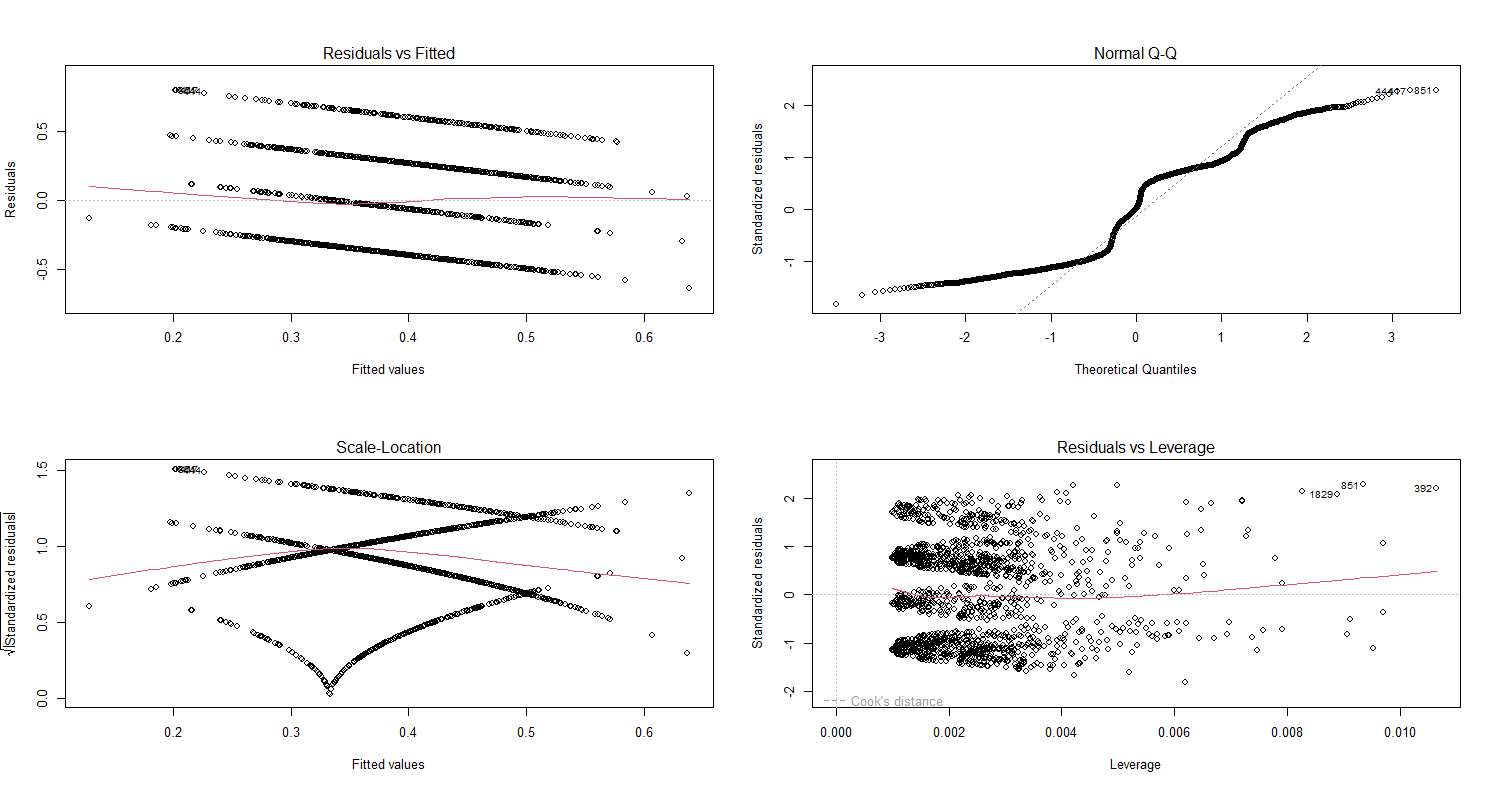 Residuals vs Fitted
Residuals
0.5
0.0
-0.5
0.2 0.3 0.4 0.5 0.6
Fitted values
Normal Q-Q
Standardized residuals
2
1
0
-1
851
-3 -2 -1 0 1 2 3
Theoretical Quantiles
Scale-Location
√|Standardized residuals|
1.5
1.0
0.5
0.0
0.2 0.3 0.4 0.5 0.6
Fitted values
Residuals vs Leverage
Standardized residuals
2
1
0
-1
-2
851
1829
392
Cook's distance
0.000 0.002 0.004 0.006 0.008 0.010
Leverage